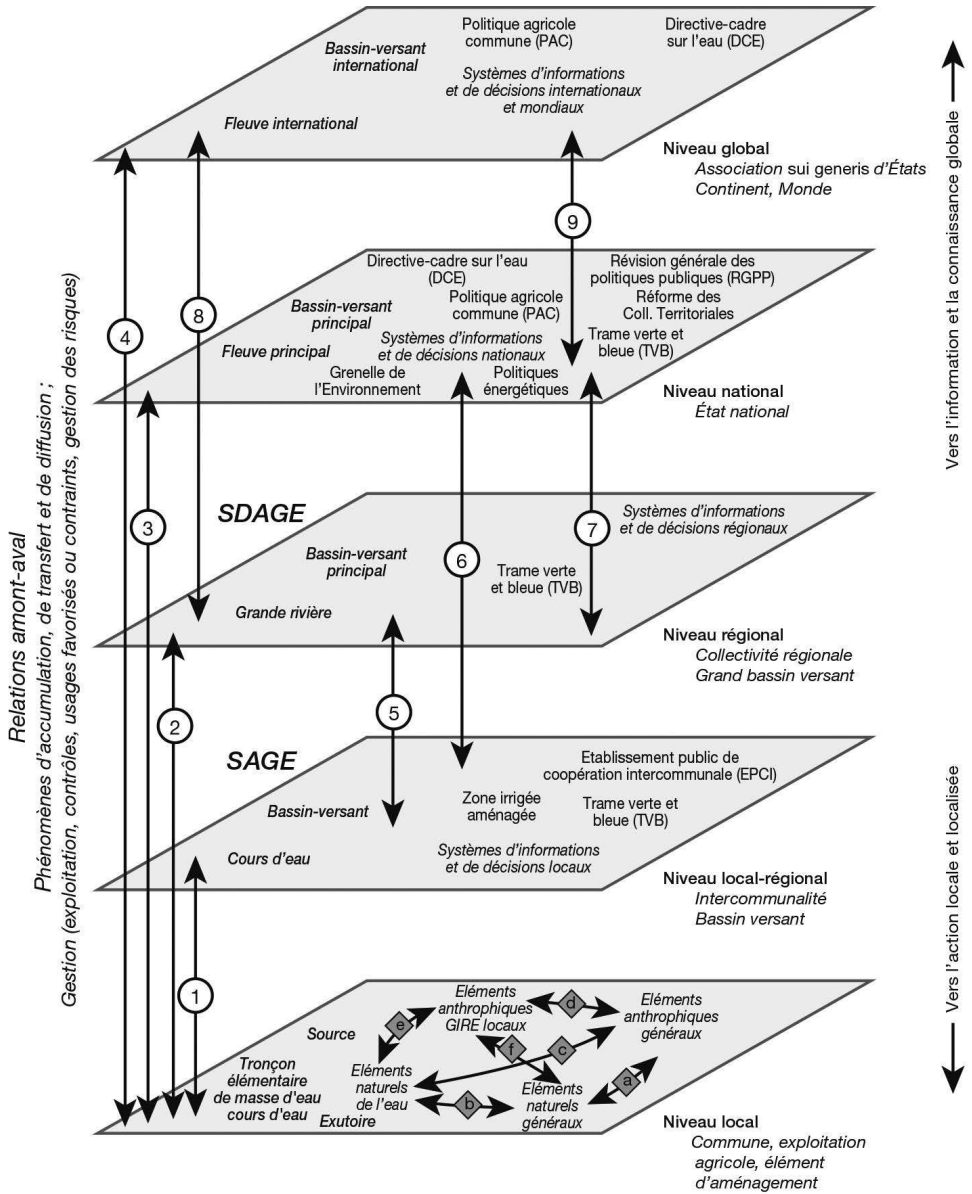 Politique agricole
commune (PAC)
Directive-cadre
sur l'eau (DCE)
Bassin-versant
international
Systèmes d'informations
et de décisions internationaux
et mondiaux
Fleuve international
Niveau global
Association sui generis d'États
Continent, Monde
4
8
9
Directive-cadre sur l'eau
(DCE)
Révision générale des
politiques publiques (RGPP)
Bassin-versant
principal
Politique agricole
commune (PAC)
Réforme des
Coll. Territoriales
Fleuve principal
Systèmes d'informations
et de décisions nationaux
Trame verte et
bleue (TVB)
Grenelle de
l'Environnement
Politiques
énergétiques
Niveau national
État national
3
6
7
SDAGE
Systèmes d'informations
et de décisions régionaux
Bassin-versant
principal
Trame verte
et bleue (TVB)
Grande rivière
Niveau régional
Collectivité régionale
Grand bassin versant
2
5
SAGE
Etablissement public de
coopération intercommunale (EPCI)
Bassin-versant
Zone irrigée
aménagée
Trame verte et
bleue (TVB)
Cours d'eau
Systèmes d'informations
et de décisions locaux
Niveau local-régional
Intercommunalité
Bassin versant
1
Source
Eléments
anthrophiques
GIRE locaux
Eléments
anthrophiques
généraux
Tronçon
élémentaire
de masse d'eau
cours d'eau
Eléments
naturels
de l'eau
Eléments
naturels
généraux
Exutoire
e
d
f
c
a
b
Niveau local
Commune, exploitation
agricole, élément
d'aménagement
Relations amont-aval
Phénomènes d'accumulation, de transfert et de diffusion ;
Gestion (exploitation, contrôles, usages favorisés ou contraints, gestion des risques)
Vers l'information et la connaissance globale
Vers l'action locale et localisée